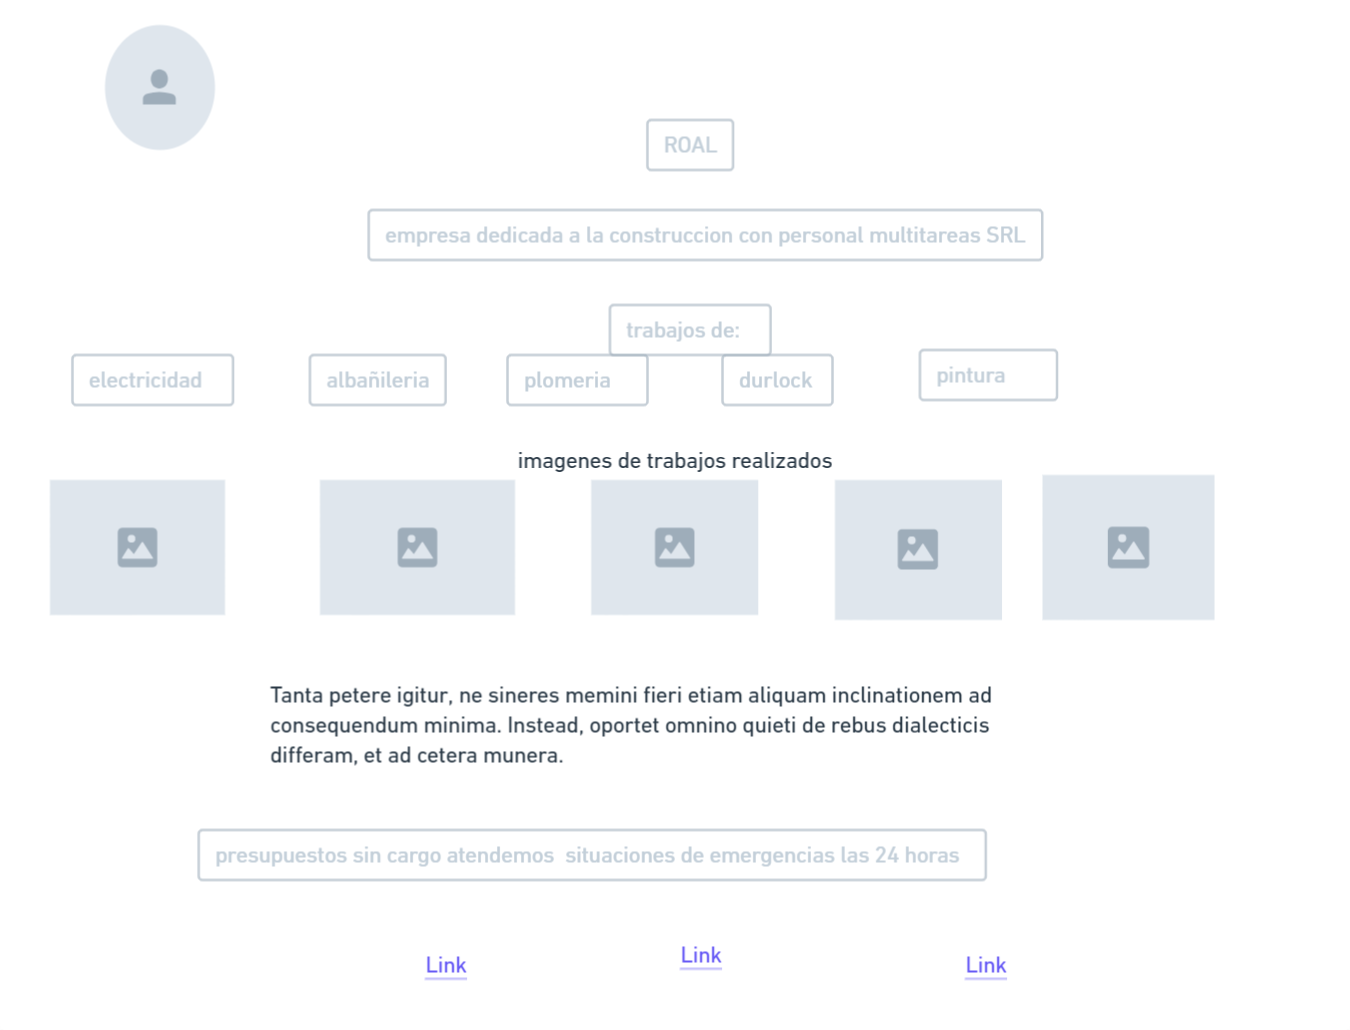 ROAL
empresa dedicada a la construccion con personal multitareas SRL
trabajos de:
electricidad
albañileria
plomeria
durlock
pintura
imagenes de trabajos realizados
Tanta petere igitur, ne sineres memini fieri etiam aliquam inclinationem ad
consequendum minima. Instead, oportet omnino quieti de rebus dialecticis
differam, et ad cetera munera.
presupuestos sin cargo atendemos  situaciones de emergencias las 24 horas
Link
Link
Link